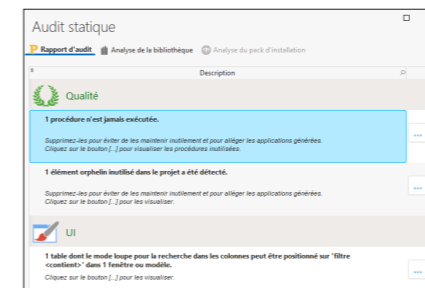 Audit statique
Rapport d'audit Analyse de la bibliothèque Analyse du pack d'installation
Description
Qualité
1 procédure n'est jamais exécutée.
Supprimez-les pour éviter de les maintenir inutilement et pour alléger les applications générées.
Cliquez sur le bouton [...] pour visualiser les procédures inutilisées.
...
1 élément orphelin inutilisé dans le projet a été détecté.
Supprimez-les pour éviter de les maintenir inutilement et pour alléger les applications générées.
Cliquez sur le bouton [...] pour les visualiser.
...
UI
1 table dont le mode loupe pour la recherche dans les colonnes peut être positionné sur "filtre
<contient>" dans 1 fenêtre ou modèle.
Cliquez sur le bouton [...] pour les visualiser.
...